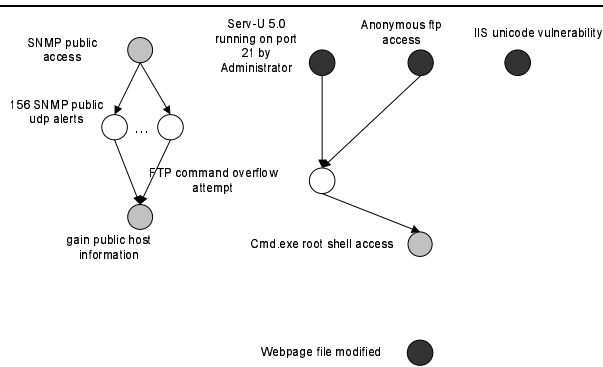 SNMP public
access
Serv-U 5.0
running on port
21 by
Administrator
Anonymous ftp
access
IIS unicode vulnerability
156 SNMP public
udp alerts
...
FTP command overflow
attempt
gain public host
information
Cmd.exe root shell access
Webpage file modified